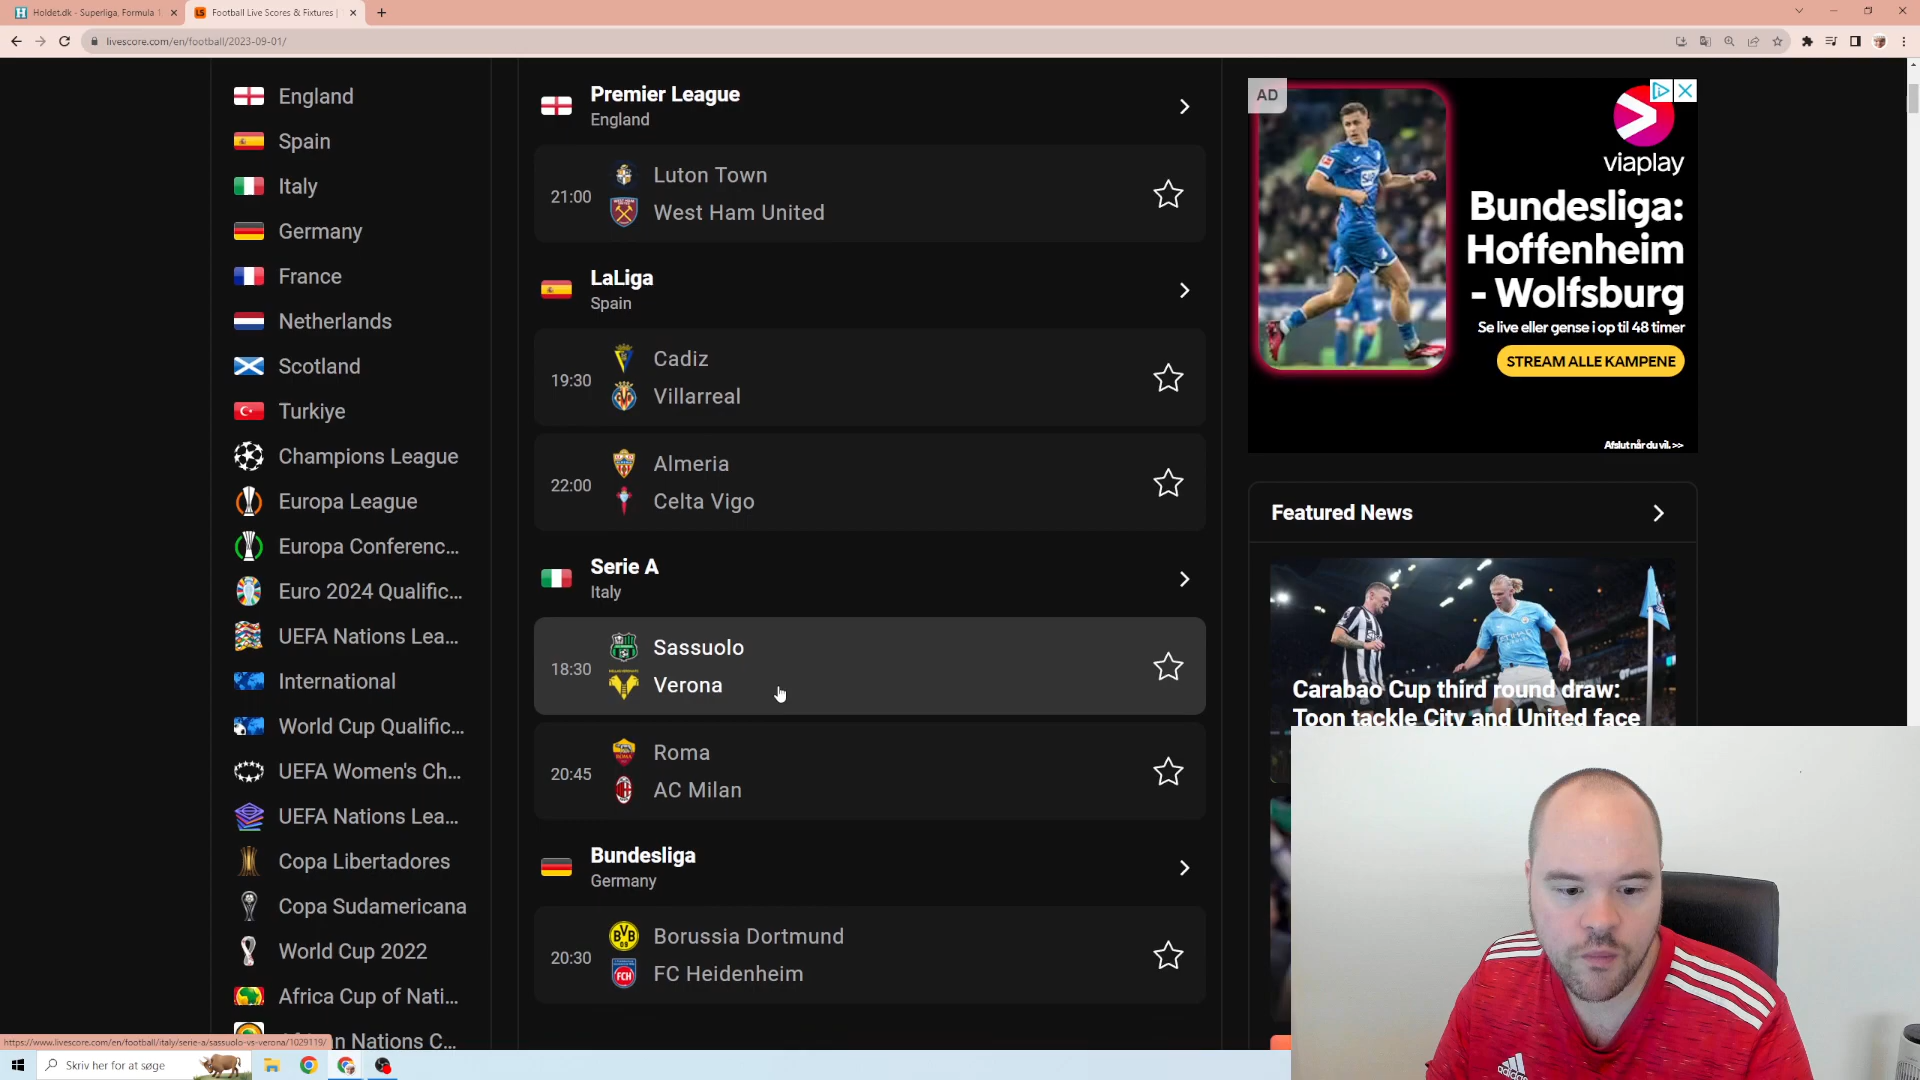 Holdet.dk - Superliga, Formula 1
Football Live Scores & Fixtures |
livescore.com/en/football/2023-09-01/
England
Spain
Italy
Germany
France
Netherlands
Scotland
Turkiye
Champions League
Europa League
Europa Conferenc...
Euro 2024 Qualific...
UEFA Nations Lea...
International
World Cup Qualific...
UEFA Women's Ch...
UEFA Nations Lea...
Copa Libertadores
Copa Sudamericana
World Cup 2022
Africa Cup of Nati...
n Nations C...
Premier League
England
21:00
Luton Town
West Ham United
LaLiga
Spain
19:30
Cadiz
Villarreal
22:00
Almeria
Celta Vigo
Serie A
Italy
18:30
Sassuolo
Verona
20:45
Roma
AC Milan
Bundesliga
Germany
20:30
Borussia Dortmund
FC Heidenheim
AD
viaplay
Bundesliga:
Hoffenheim
- Wolfsburg
Se live eller gense i op til 48 timer
STREAM ALLE KAMPENE
Afslut når du vil. >>
Featured News
Carabao Cup third round draw:
Toon tackle City and United face
adidas
https://www.livescore.com/en/football/italy/serie-a/sassuolo-vs-verona/1029119/
Skriv her for at søge